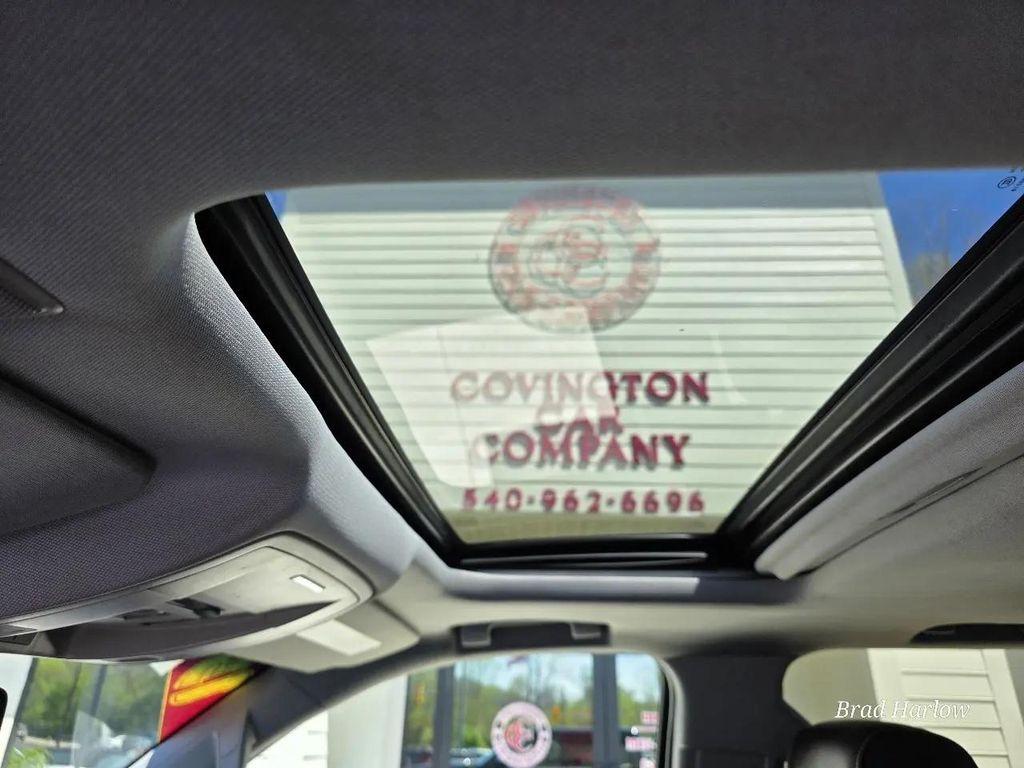 COVINGTON
CAR
COMPANY
540-962-6696
Brad Harlow